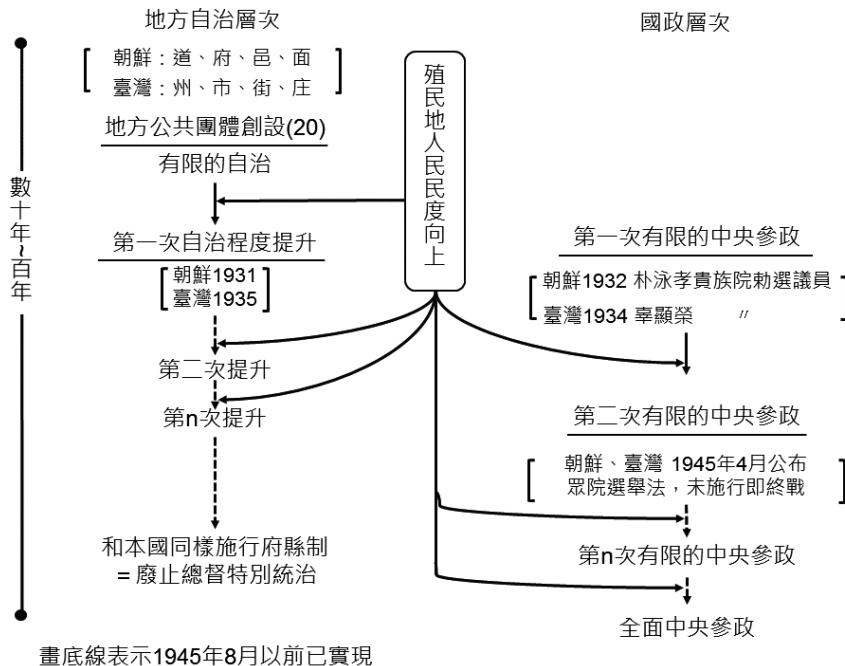 地方自治層次
朝鮮：道、府、邑、面
臺灣：州、市、街、庄
地方公共團體創設(20)
有限的自治
第一次自治程度提升
朝鮮1931
臺灣1935
第二次提升
第n次提升
和本國同樣施行府縣制
= 廢止總督特別統治
數十年~百年
殖民地人民民度向上
國政層次
第一次有限的中央參政
朝鮮1932 朴泳孝貴族院勅選議員
臺灣1934 辜顯榮 〃
第二次有限的中央參政
朝鮮、臺灣 1945年4月公布
眾院選舉法，未施行即終戰
第n次有限的中央參政
全面中央參政
畫底線表示1945年8月以前已實現